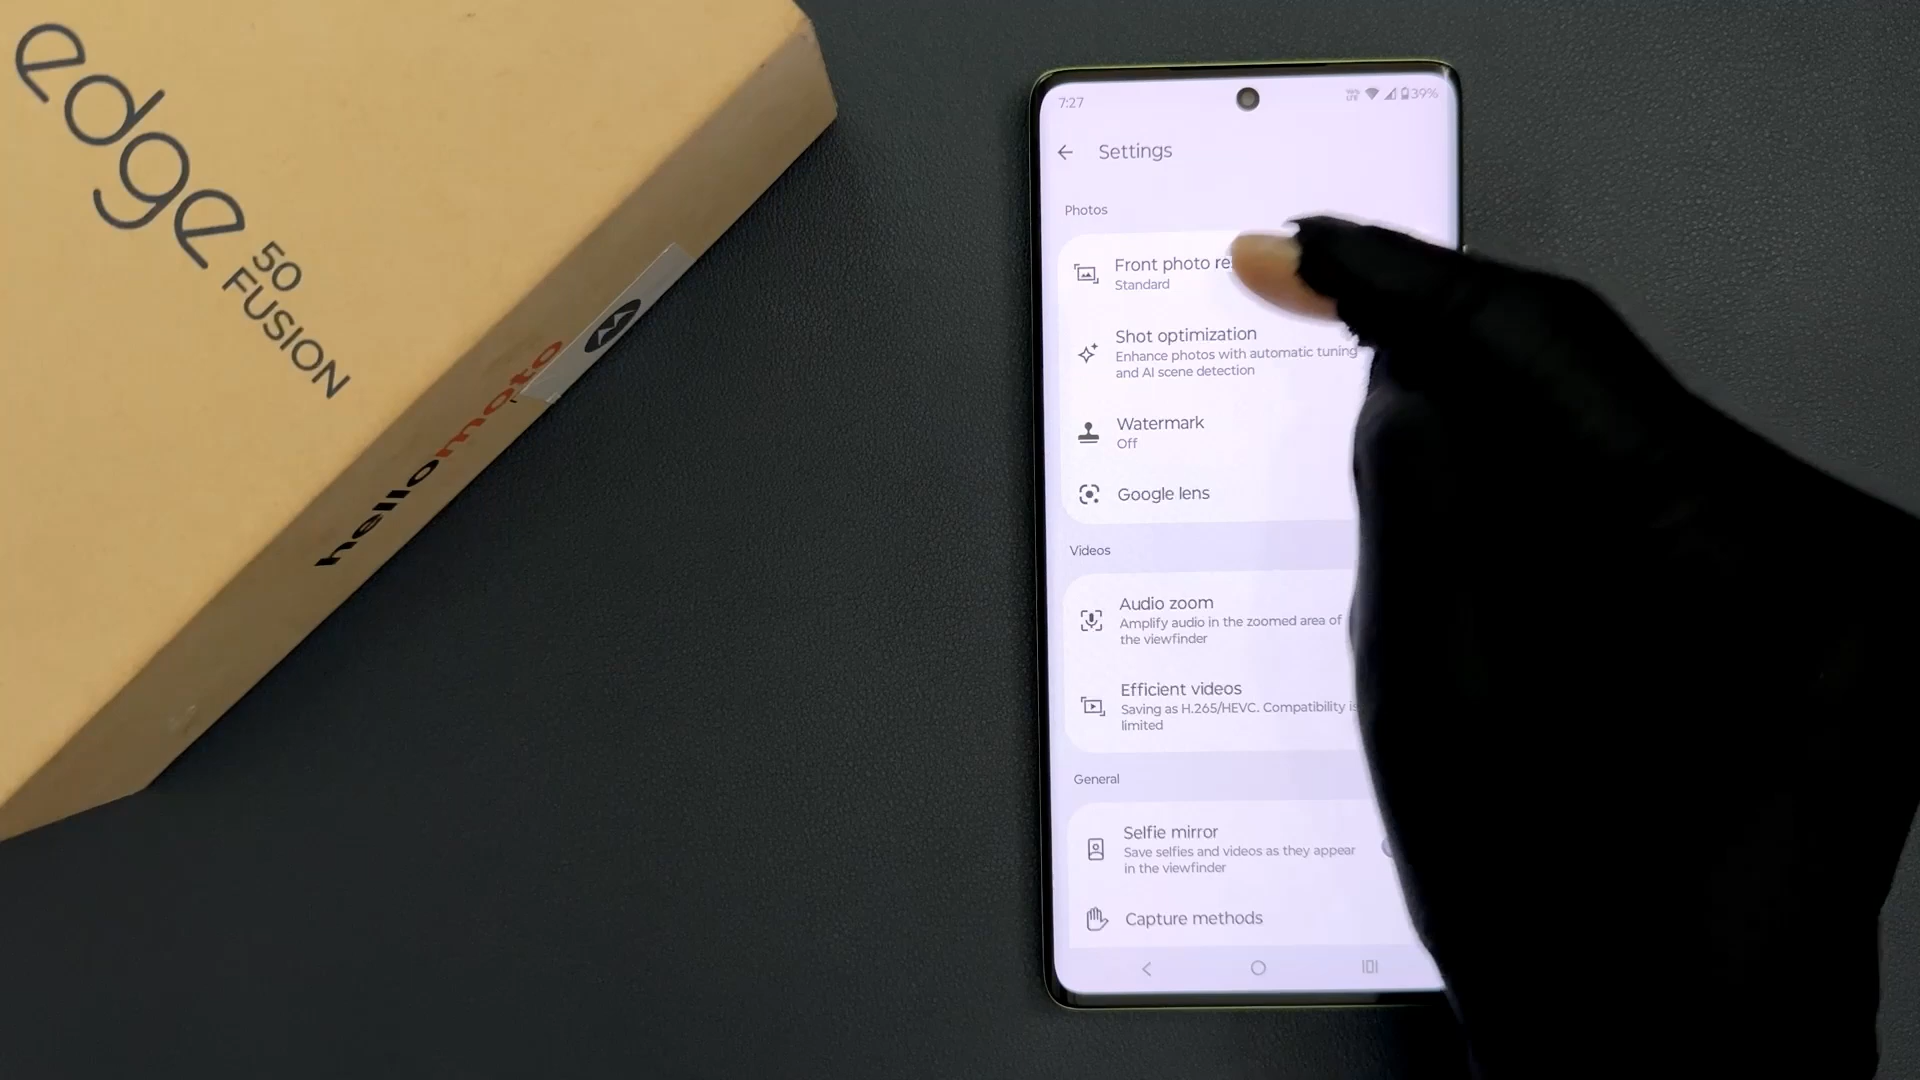 edge
50
FUSION
hellomoto
7:27
39%
Settings
Photos
Front photo re
Standard
Shot optimization
Enhance photos with automatic tuning
and AI scene detection
Watermark
Off
Google lens
Videos
Audio zoom
Amplify audio in the zoomed area of
the viewfinder
Efficient videos
Saving as H.265/HEVC. Compatibility is
limited
General
Selfie mirror
Save selfies and videos as they appear
in the viewfinder
Capture methods